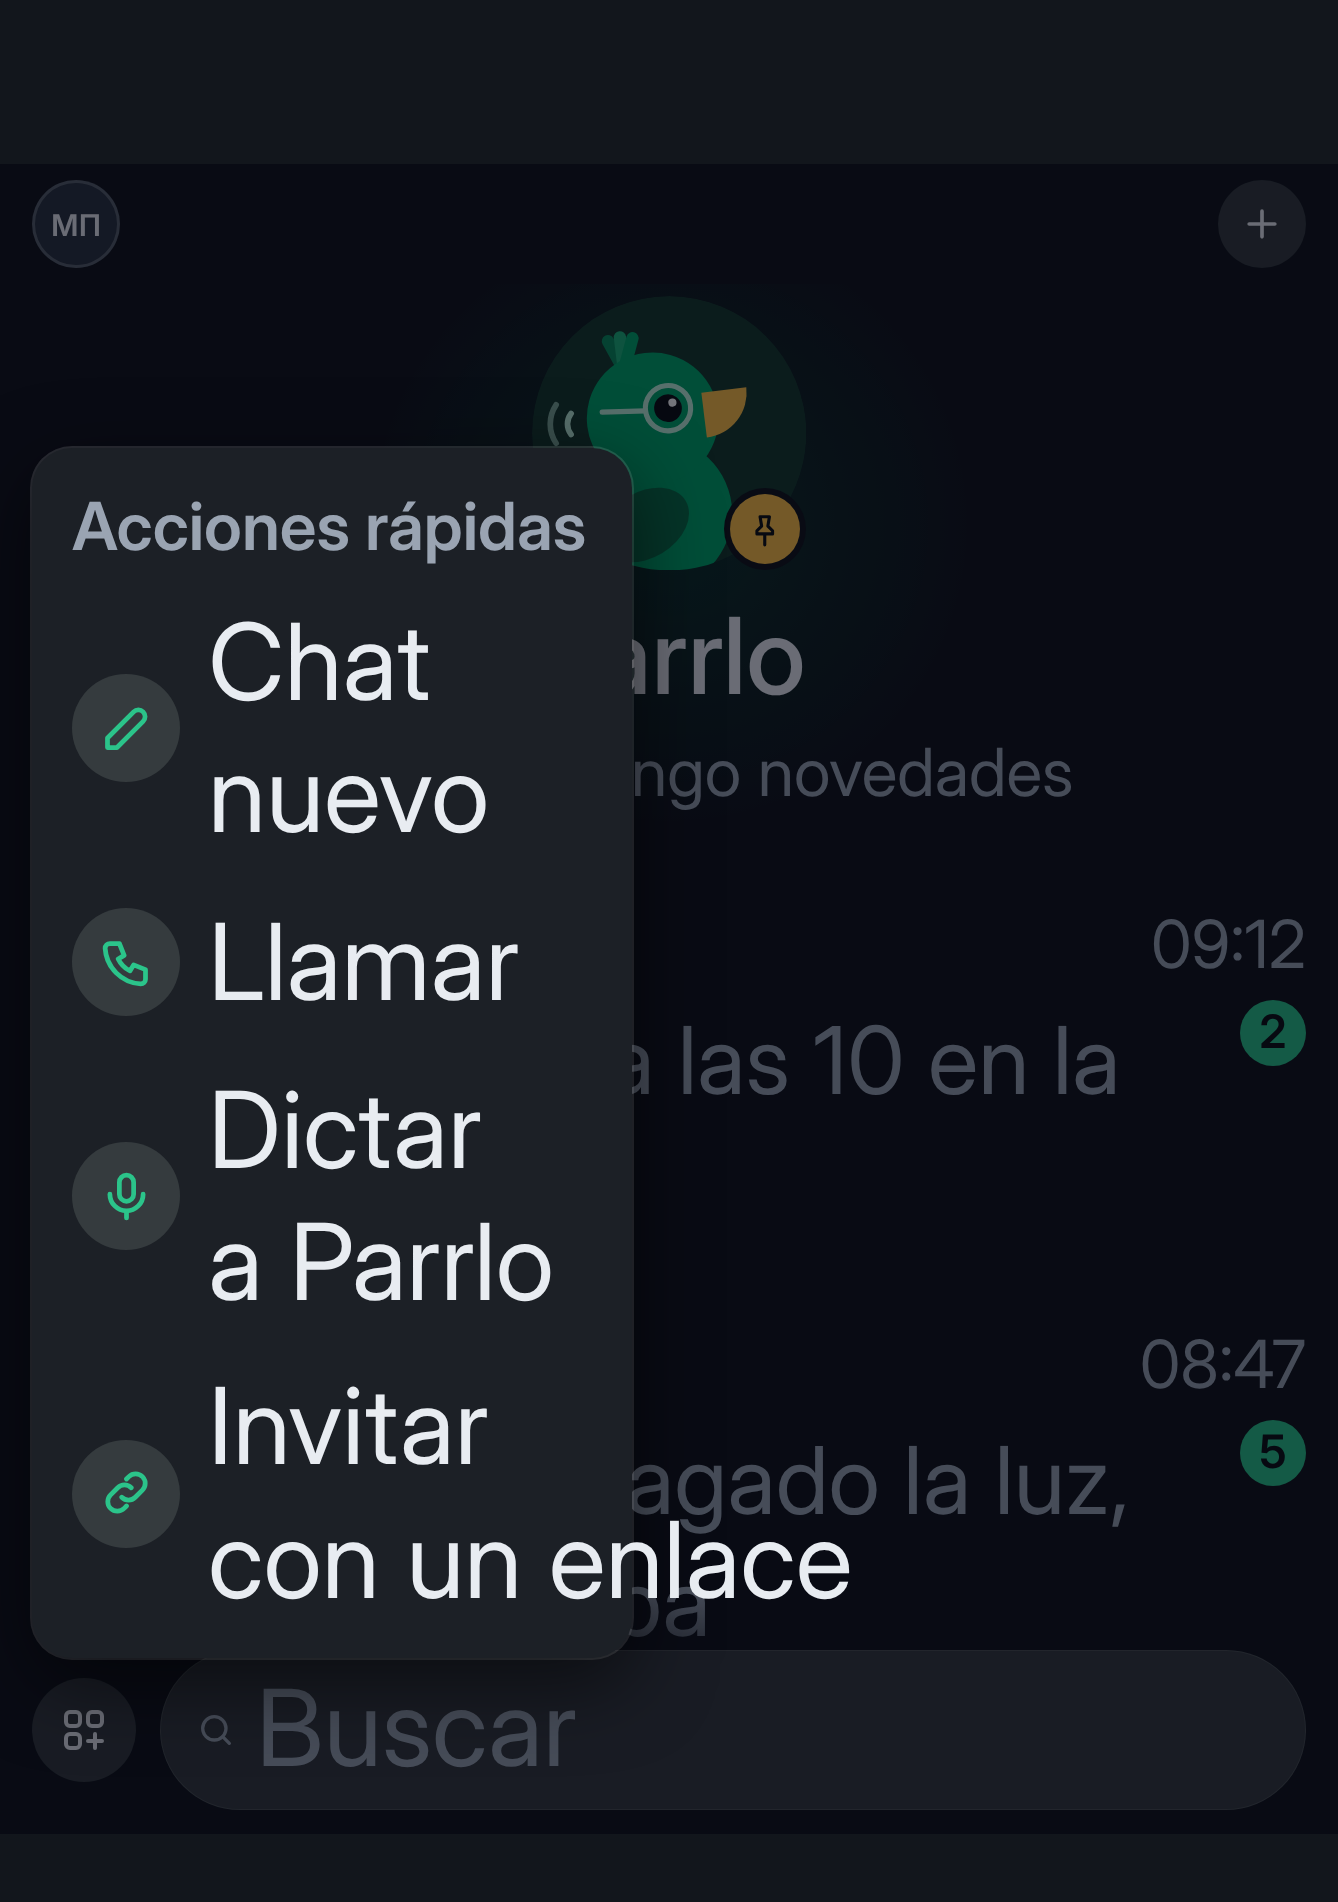 МП
Acciones rápidas
arrlo
Chat
nuevo
ngo novedades
Llamar
09:12
a las 10 en la
2
Dictar
a Parrlo
08:47
Invitar
agado la luz,
5
con un enlace
pa
Buscar